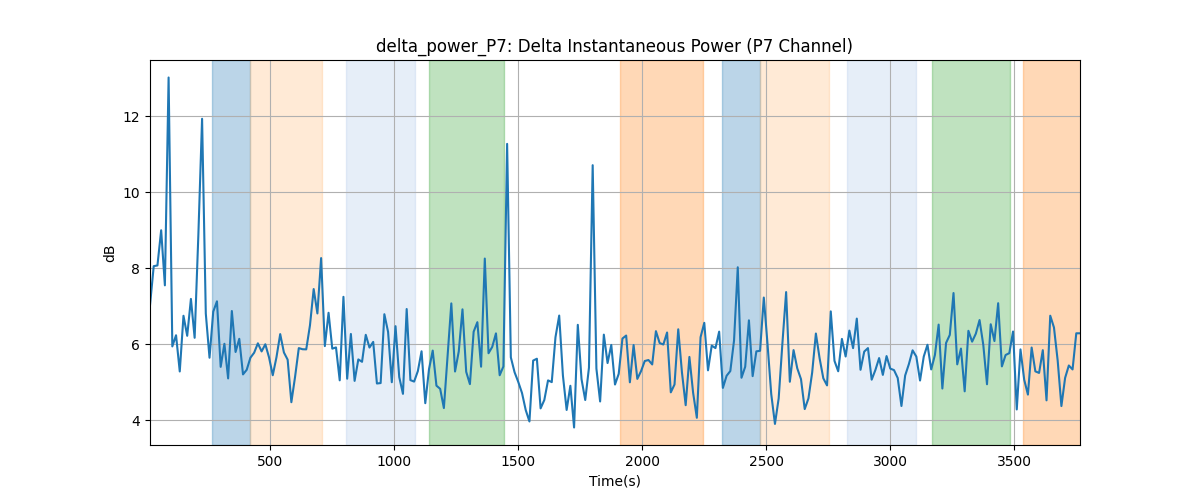 delta_power_P7: Delta Instantaneous Power (P7 Channel)
12
10
8
6
4
dB
500 1000 1500 2000 2500 3000 3500
Time(s)